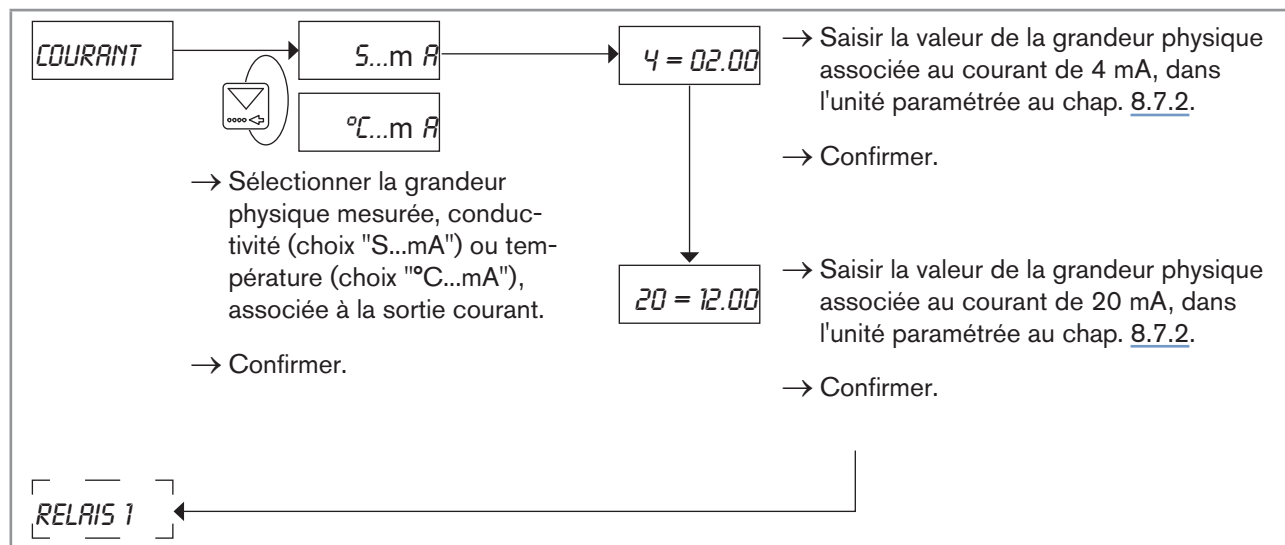 COURANT
S...m A
°C...m A
→ Sélectionner la grandeur
physique mesurée, conduc-
tivité (choix "S...mA") ou tem-
pérature (choix "°C...mA"),
associée à la sortie courant.
→ Confirmer.
4 = 02.00
→ Saisir la valeur de la grandeur physique
associée au courant de 4 mA, dans
l'unité paramétrée au chap. 8.7.2.
→ Confirmer.
20 = 12.00
→ Saisir la valeur de la grandeur physique
associée au courant de 20 mA, dans
l'unité paramétrée au chap. 8.7.2.
→ Confirmer.
RELAIS 1